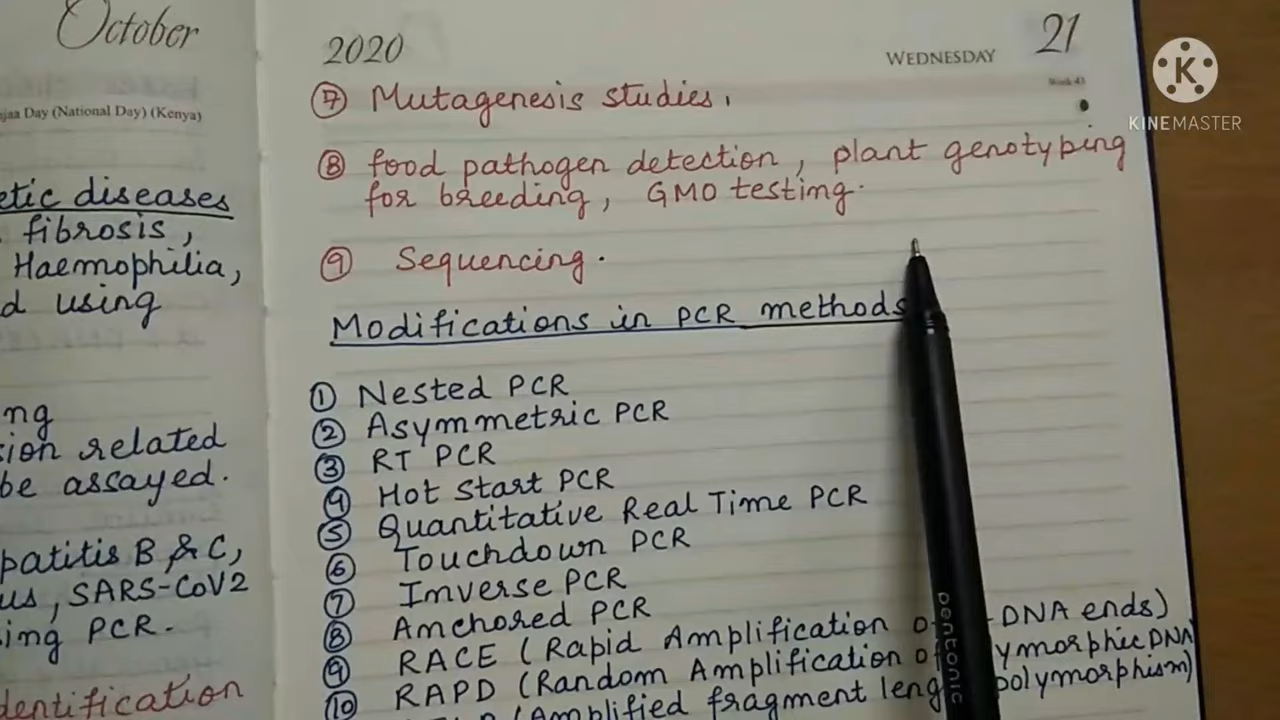 October
jaa Day (National Day) (Kenya)
etic diseases
fibrosis,
Haemophilia,
d using
ng
sion related
be assayed.
patitis B & C,
us, SARS-CoV2
ing PCR.
dentification
2020
WEDNESDAY
21
Week 43
⑦ Mutagenesis studies.
⑧ food pathogen detection, plant genotyping
for breeding, GMO testing.
⑨ Sequencing.
Modifications in PCR methods
① Nested PCR
② Asymmetric PCR
③ RT PCR
④ Hot Start PCR
⑤ Quantitative Real Time PCR
⑥ Touchdown PCR
⑦ Inverse PCR
⑧ Anchored PCR
⑨ RACE (Rapid Amplification DNA ends)
⑩ RAPD (Random Amplification ymorphic DNA
(Amplified fragment leng polymorphism)
pentonic
KINEMASTER